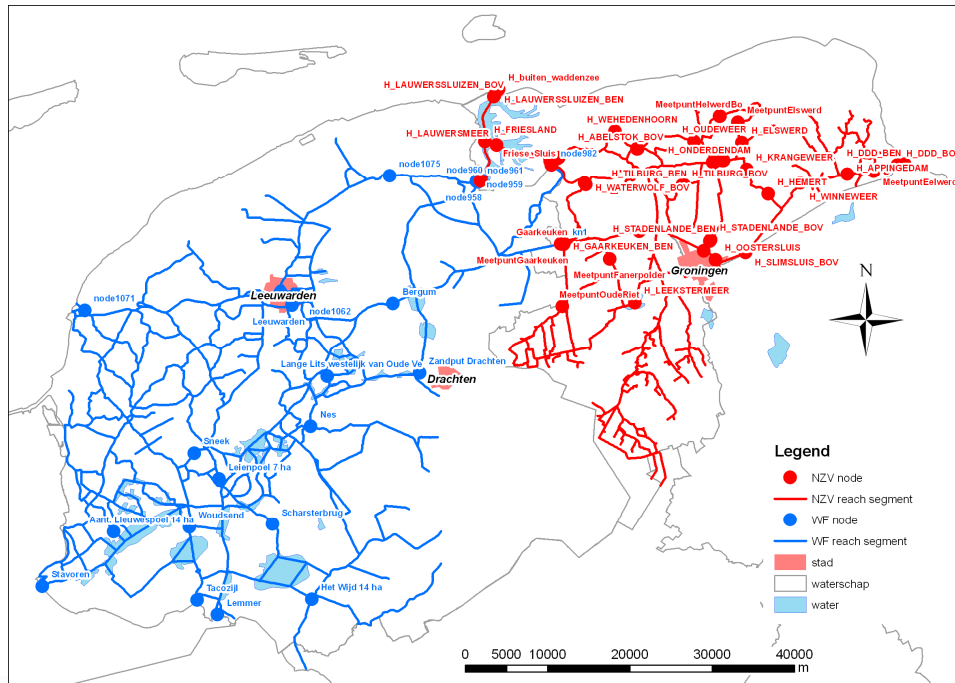 H_buiten_waddenzee
H_LAUWERSSLUIZEN_BOV
H_LAUWERSSLUIZEN_BEN
MeetpuntHelwerdBo
MeetpuntElswerd
H_WEHEDENHOORN
H_LAUWERSMEER
H_FRIESLAND
H_ABELSTOK_BOV
H_OUDEWEER
H_ELSWERD
Friese_Sluis
node982
H_ONDERDENDAM
H_KRANGEWEER
H_DDD_BEN
H_DDD_BO
node1075
node960
node961
node959
H_TILBURG_BEN
H_TILBURG_BOV
H_APPINGEDAM
H_HEMERT
MeetpuntEelwerd
node958
H_WATERWOLF_BOV
H_WINNEWEER
Gaarkeuken
kn1
H_STADENLANDE_BEN
H_STADENLANDE_BOV
H_GAARKEUKEN_BEN
H_OOSTERSLUIS
MeetpuntGaarkeuken
H_SLIMSLUIS_BOV
Groningen
MeetpuntFanerpolder
N
node1071
Leeuwarden
Bergum
MeetpuntOudeRiet
H_LEEKSTERMEER
node1062
Leeuwarden
Lange Lits westelijk van Oude Ve
Zandput Drachten
Drachten
Nes
Sneek
Leienpoel 7 ha
Aant. Lieuwespoel 14 ha
Woudsend
Scharsterbrug
Stavoren
Tacozijl
Het Wijd 14 ha
Lemmer
Legend
NZV node
NZV reach segment
WF node
WF reach segment
stad
waterschap
water
0 5000 10000 20000 30000 40000
m